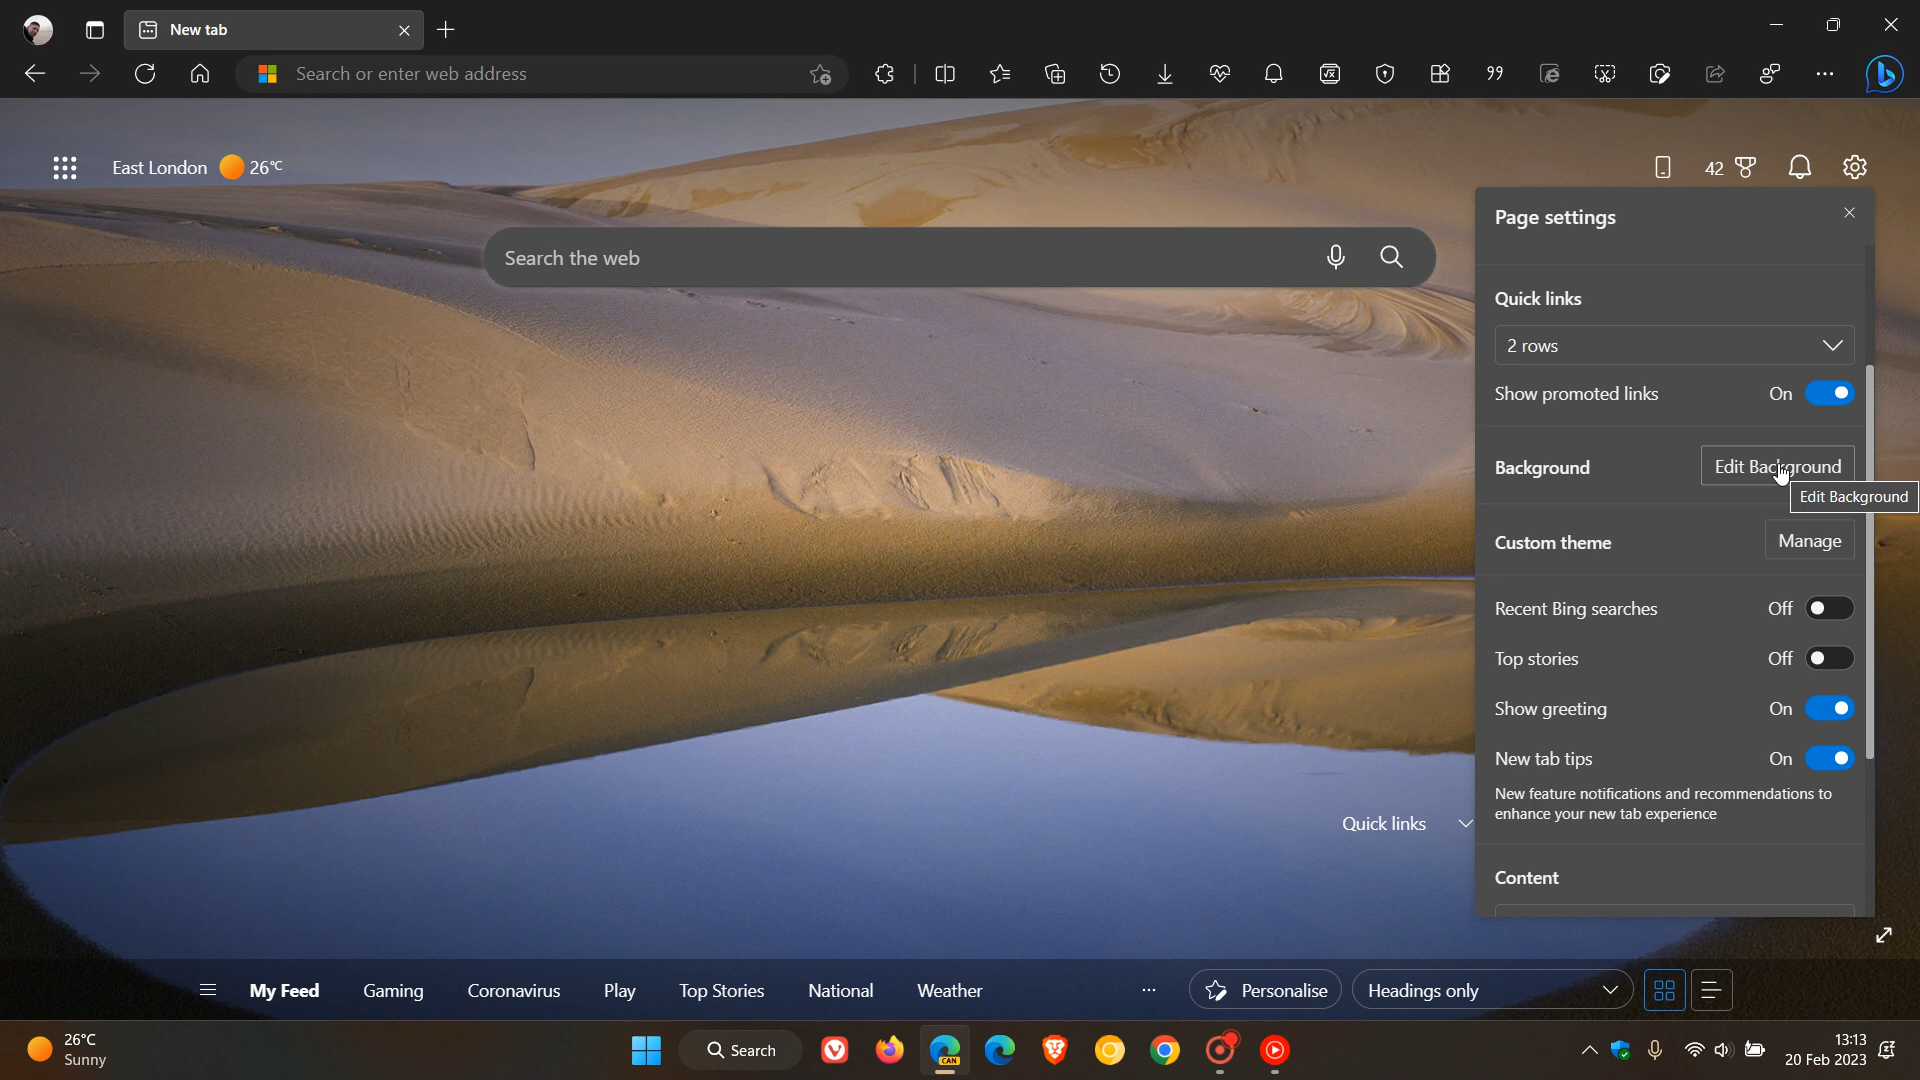 New tab
Search or enter web address
East London 26°C
42
Search the web
Page settings
Quick links
2 rows
Show promoted links On
Background Edit Background
Edit Background
Custom theme Manage
Recent Bing searches Off
Top stories Off
Show greeting On
New tab tips On
New feature notifications and recommendations to
enhance your new tab experience
Quick links
Content
My Feed Gaming Coronavirus Play Top Stories National Weather ... Personalise Headings only
26°C
Sunny
Search
CAN
13:13
20 Feb 2023